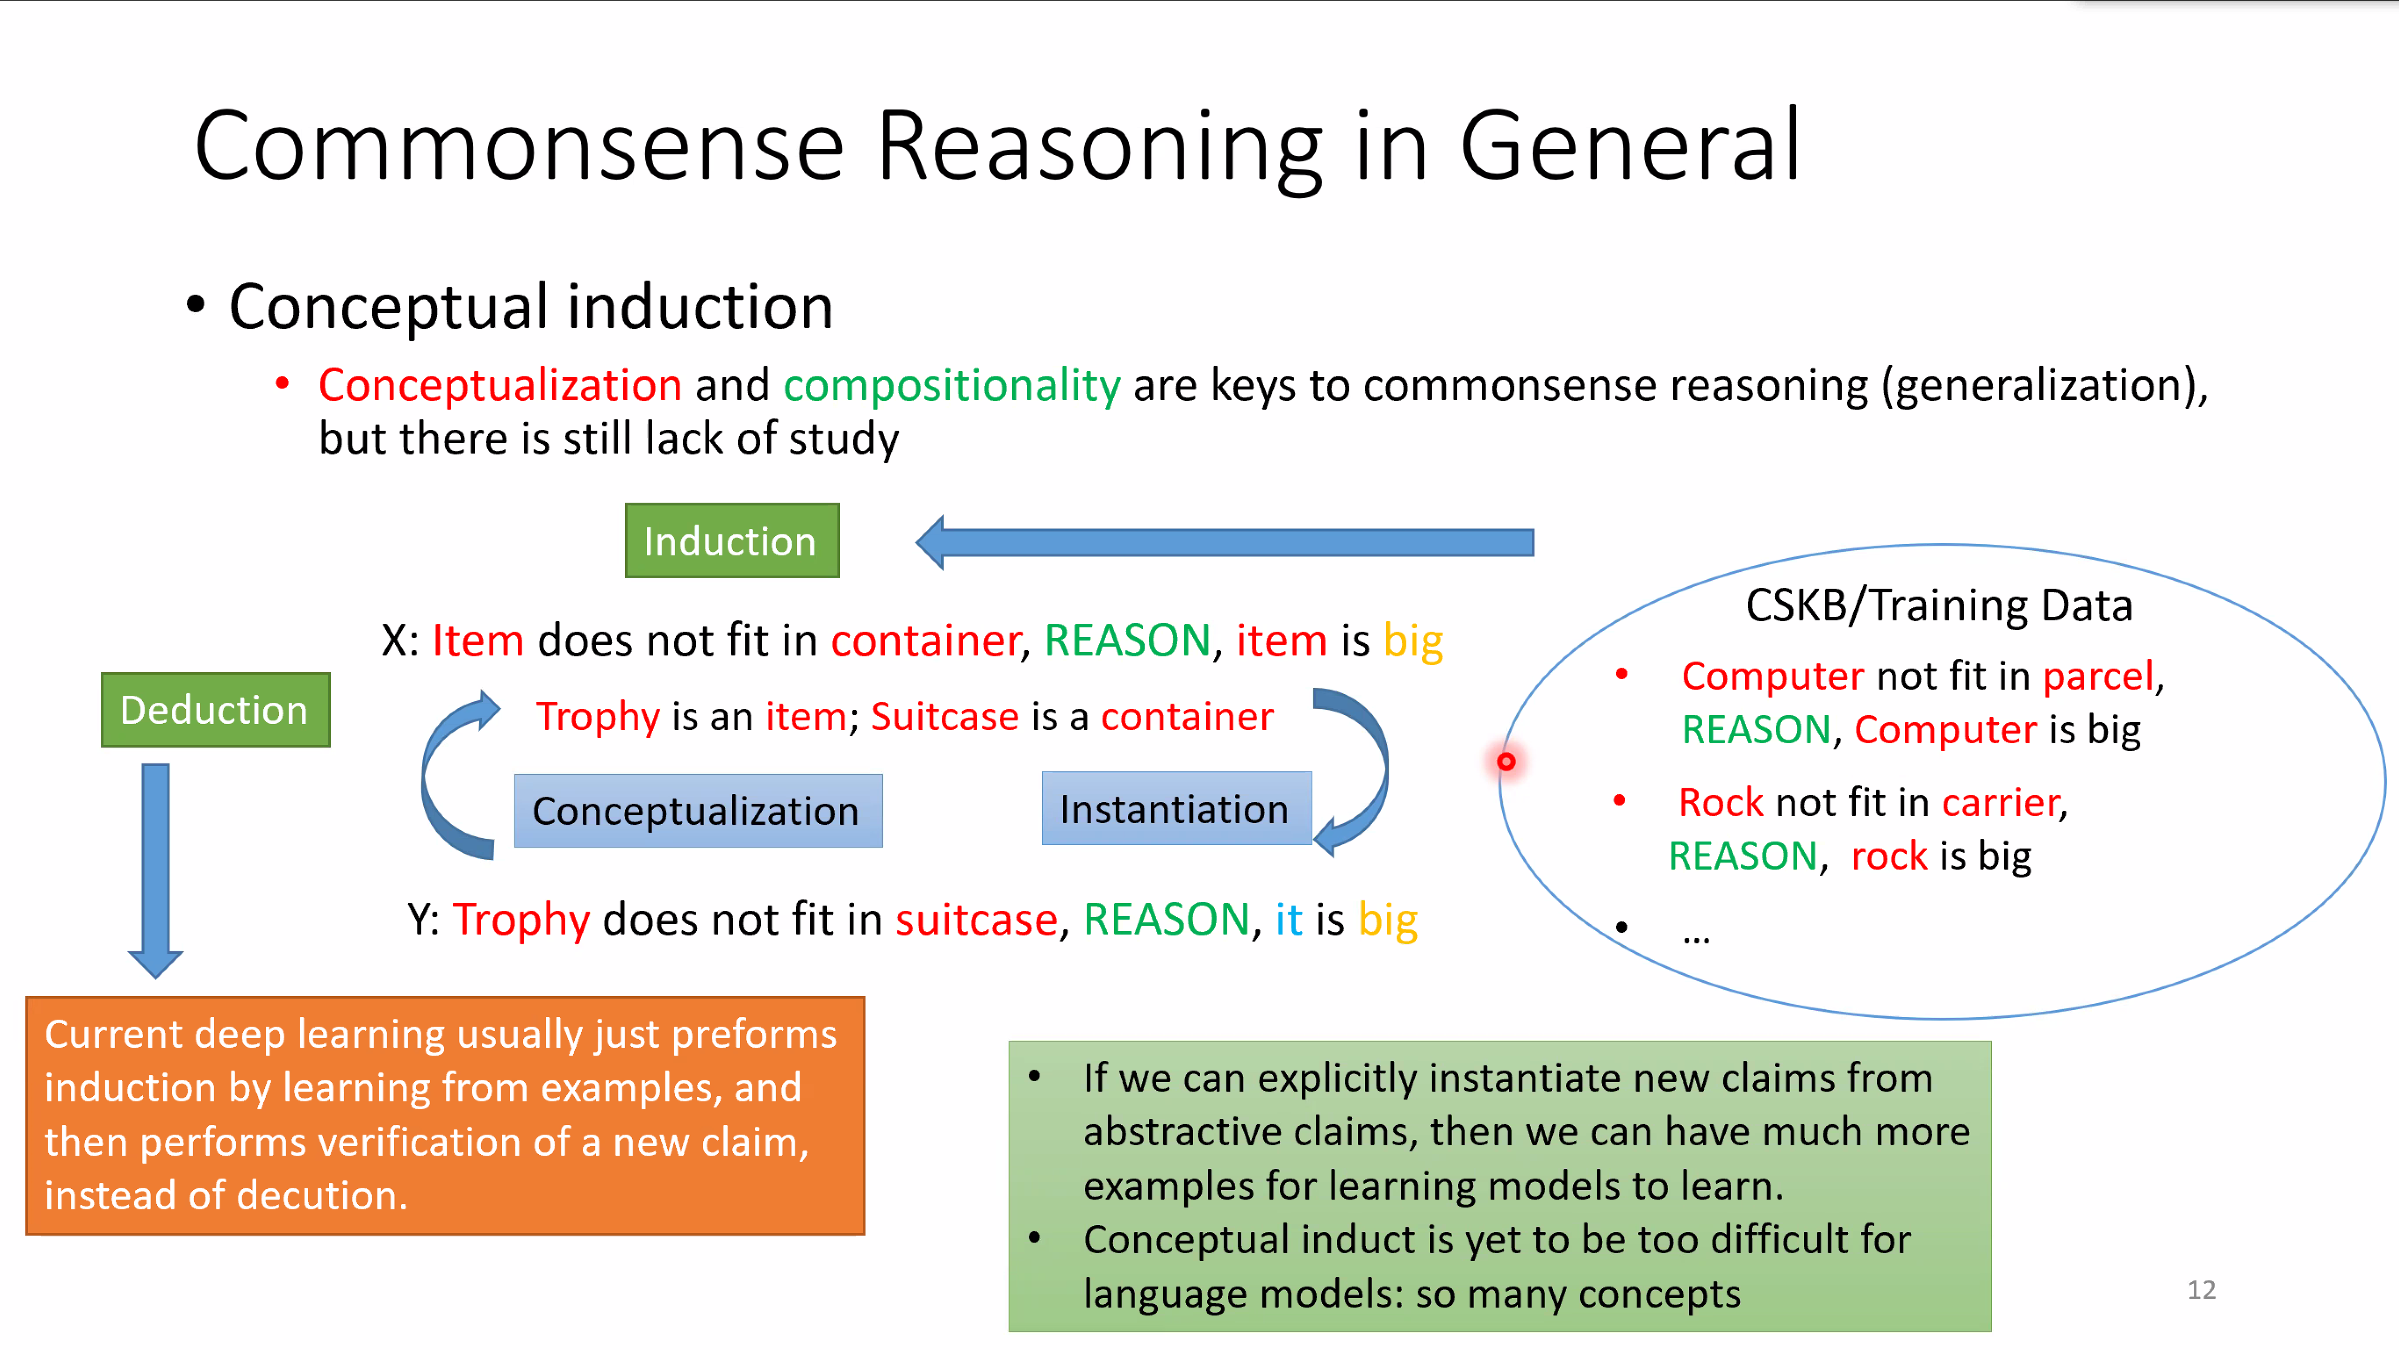 Commonsense Reasoning in General
• Conceptual induction
• Conceptualization and compositionality are keys to commonsense reasoning (generalization),
but there is still lack of study
Induction
X: Item does not fit in container, REASON, item is big
Deduction
Trophy is an item; Suitcase is a container
Conceptualization
Instantiation
Y: Trophy does not fit in suitcase, REASON, it is big
CSKB/Training Data
• Computer not fit in parcel,
REASON, Computer is big
• Rock not fit in carrier,
REASON, rock is big
• ...
Current deep learning usually just preforms
induction by learning from examples, and
then performs verification of a new claim,
instead of decution.
• If we can explicitly instantiate new claims from
abstractive claims, then we can have much more
examples for learning models to learn.
• Conceptual induct is yet to be too difficult for
language models: so many concepts
12